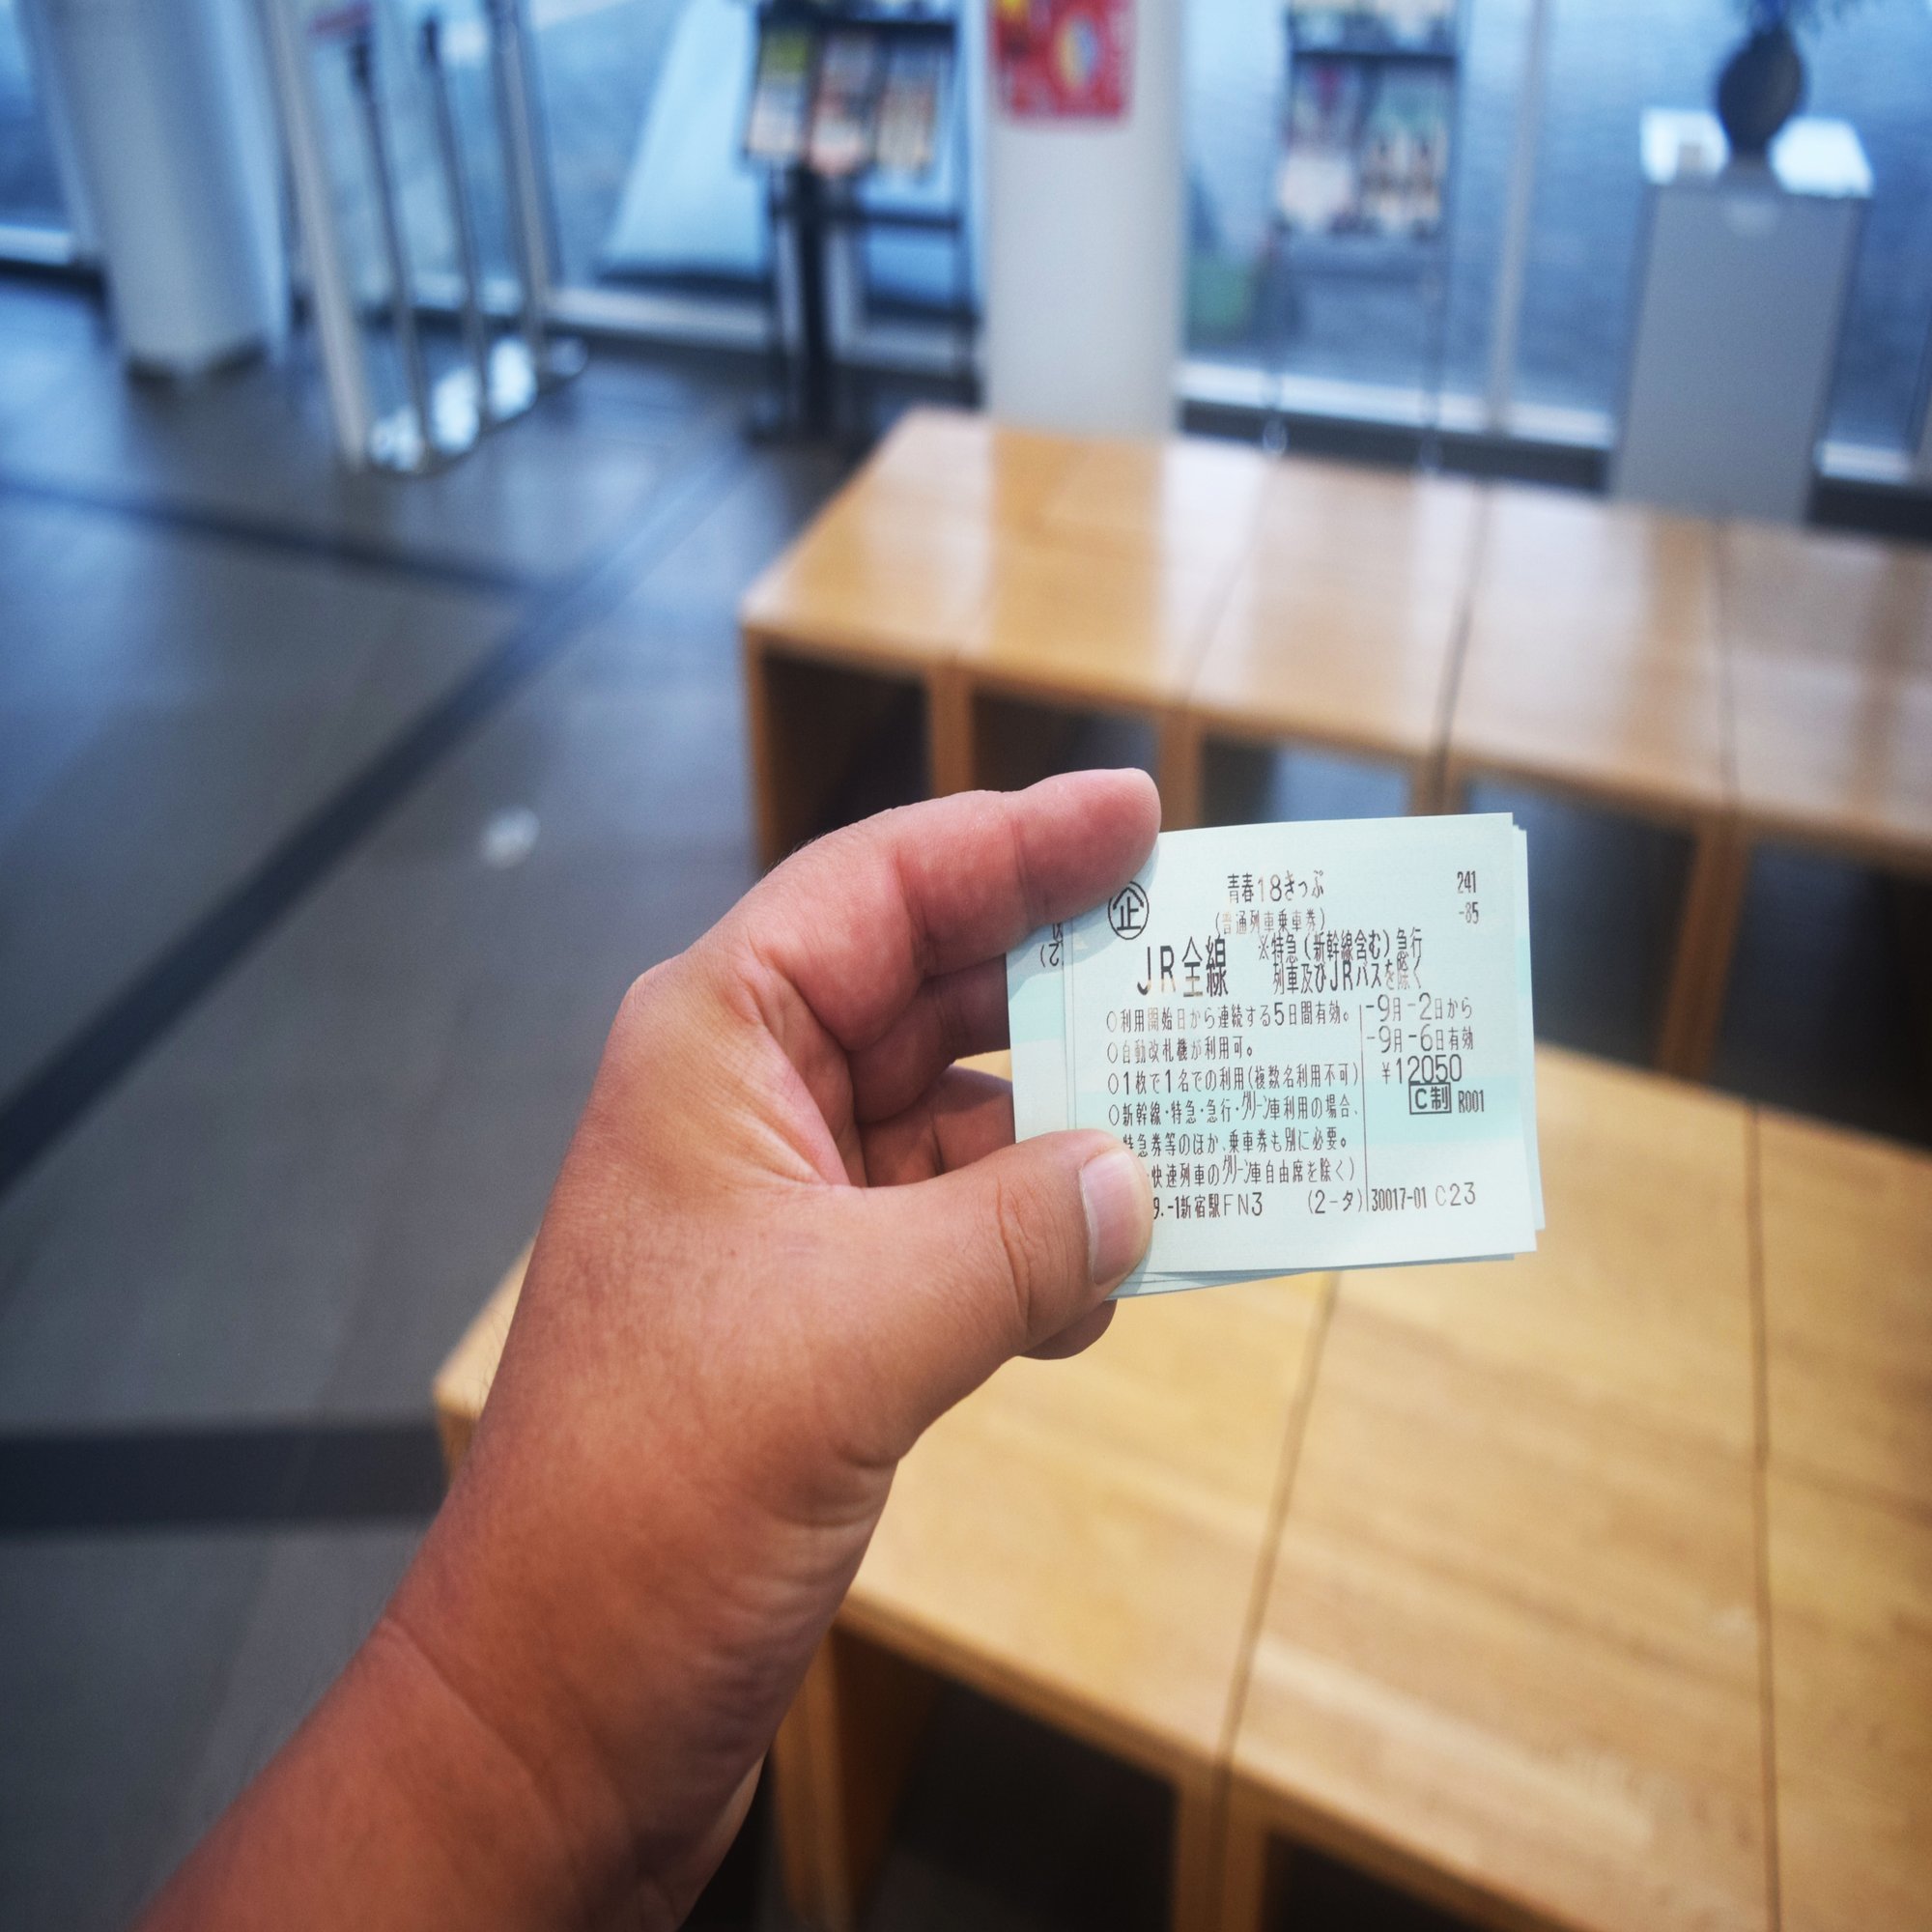 青春18きっぷ
241
-85
企
(普通列車乗車券)
JR全線
※特急(新幹線含む)急行
列車及びJRバスを除く
○利用開始日から連続する5日間有効。
○自動改札機が利用可。
○1枚で1名での利用(複数名利用不可)
○新幹線・特急・急行・グリーン車利用の場合、
特急券等のほか、乗車券も別に必要。
快速列車のグリーン車自由席を除く)
-9月-2日から
-9月-6日有効
¥12050
C制 R001
9.-1新宿駅FN3 (2-タ) 30017-01 C23